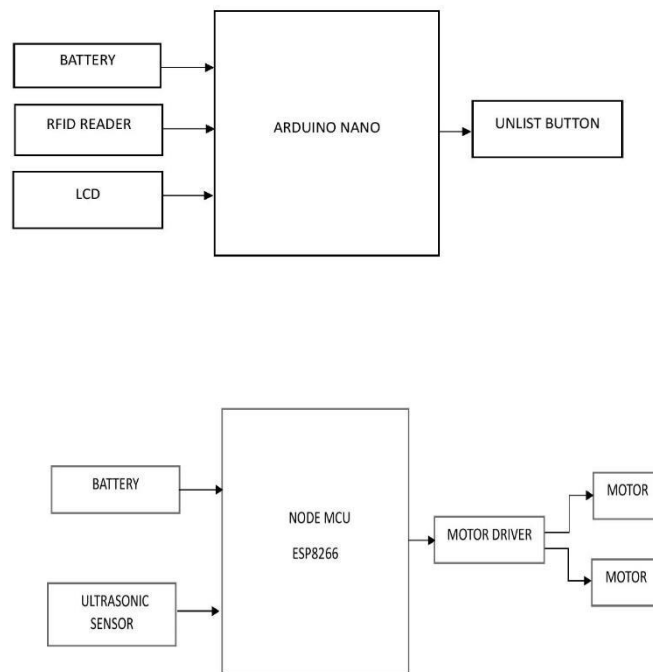 BATTERY
RFID READER
LCD
ARDUINO NANO
UNLIST BUTTON
BATTERY
ULTRASONIC
SENSOR
NODE MCU
ESP8266
MOTOR DRIVER
MOTOR
MOTOR